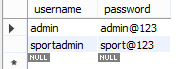 username password
admin admin@123
sportadmin sport@123
NULL NULL